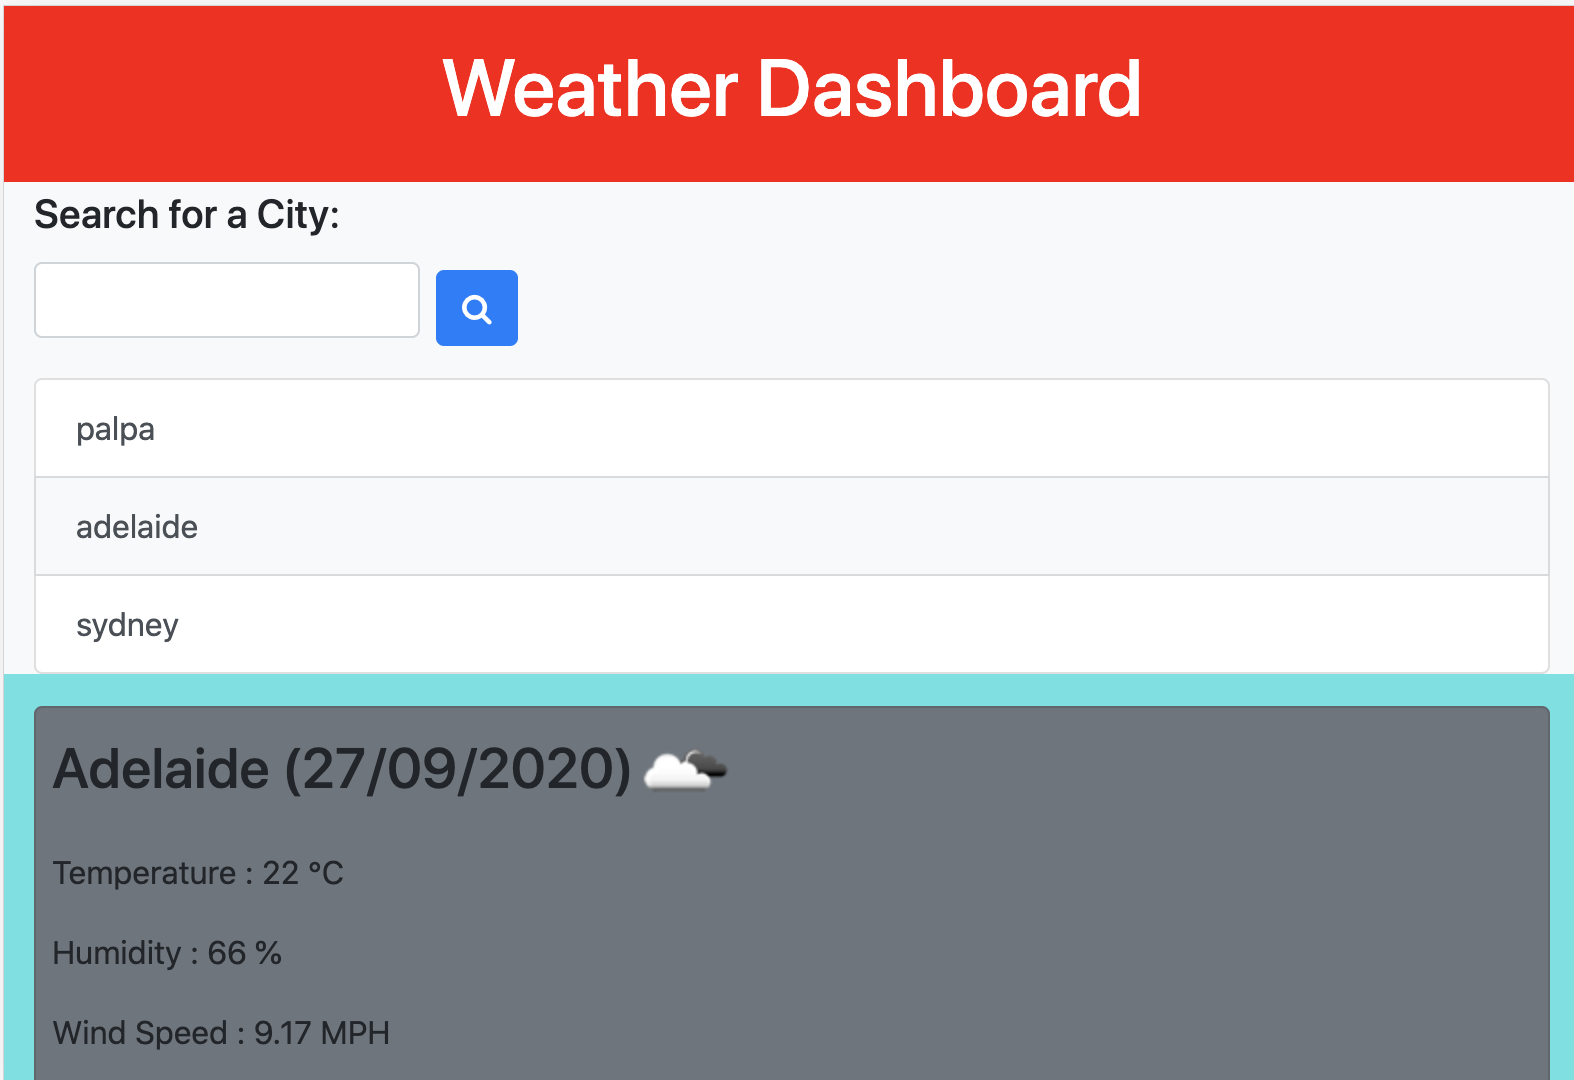 Weather Dashboard
Search for a City:
palpa
adelaide
sydney
Adelaide (27/09/2020)
Temperature : 22 °C
Humidity : 66 %
Wind Speed : 9.17 MPH